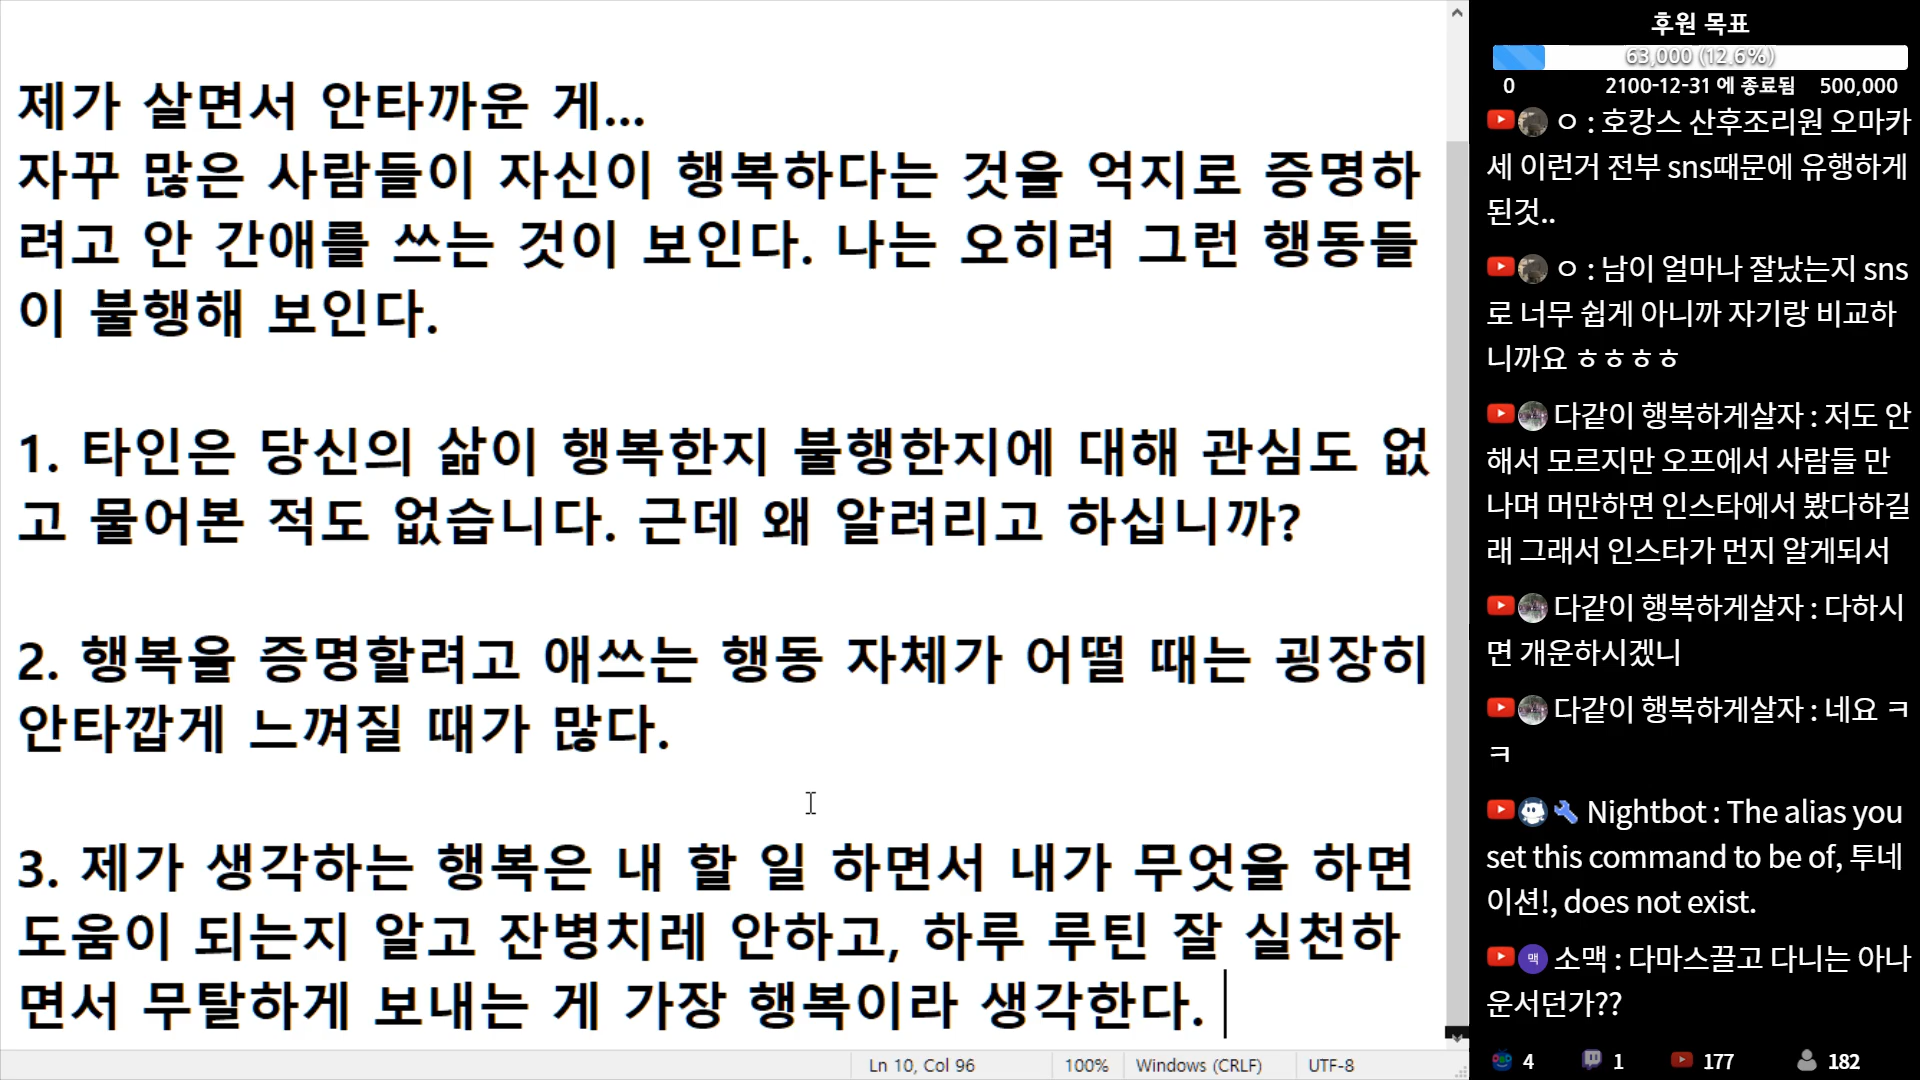 제가 살면서 안타까운 게...
자꾸 많은 사람들이 자신이 행복하다는 것을 억지로 증명하
려고 안 간애를 쓰는 것이 보인다. 나는 오히려 그런 행동들
이 불행해 보인다.
1. 타인은 당신의 삶이 행복한지 불행한지에 대해 관심도 없
고 물어본 적도 없습니다. 근데 왜 알려리고 하십니까?
2. 행복을 증명할려고 애쓰는 행동 자체가 어떨 때는 굉장히
안타깝게 느껴질 때가 많다.
3. 제가 생각하는 행복은 내 할 일 하면서 내가 무엇을 하면
도움이 되는지 알고 잔병치레 안하고, 하루 루틴 잘 실천하
면서 무탈하게 보내는 게 가장 행복이라 생각한다.
Ln 10, Col 96
100%
Windows (CRLF)
UTF-8
후원 목표
63,000 (12.6%)
0 2100-12-31 에 종료됨 500,000
ㅇ : 호캉스 산후조리원 오마카
세 이런거 전부 sns때문에 유행하게
된것..
ㅇ : 남이 얼마나 잘났는지 sns
로 너무 쉽게 아니까 자기랑 비교하
니까요 ㅎㅎㅎㅎ
다같이 행복하게살자 : 저도 안
해서 모르지만 오프에서 사람들 만
나며 머만하면 인스타에서 봤다하길
래 그래서 인스타가 먼지 알게되서
다같이 행복하게살자 : 다하시
면 개운하시겠니
다같이 행복하게살자 : 네요 ㅋ
ㅋ
Nightbot : The alias you
set this command to be of, 투네
이션!, does not exist.
맥 소맥 : 다마스끌고 다니는 아나
운서던가??
4 1 177 182